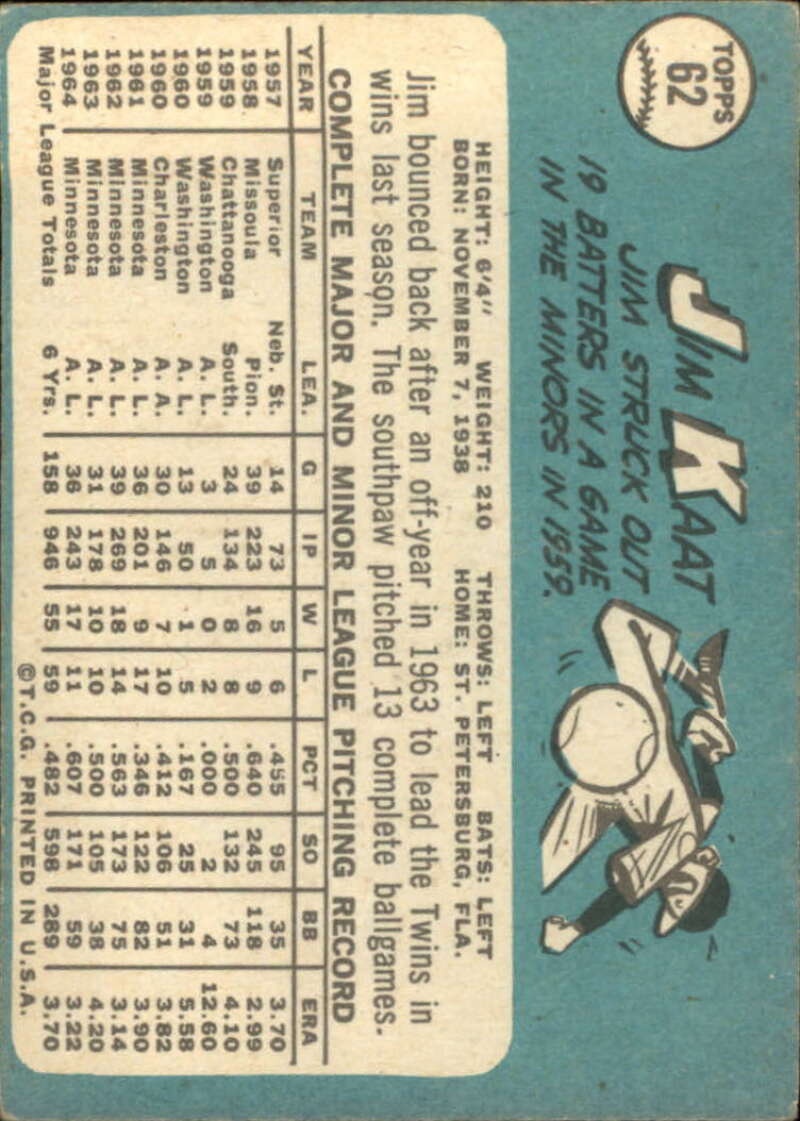 TOPPS
62
JIM KAAT
JIM STRUCK OUT
19 BATTERS IN A GAME
IN THE MINORS IN 1959.
HEIGHT: 6'4" WEIGHT: 210 THROWS: LEFT BATS: LEFT
BORN: NOVEMBER 7, 1938 HOME: ST. PETERSBURG, FLA.
Jim bounced back after an off-year in 1963 to lead the Twins in
wins last season. The southpaw pitched 13 complete ballgames.
COMPLETE MAJOR AND MINOR LEAGUE PITCHING RECORD
YEAR TEAM LEA. G IP W L PCT SO BB ERA
1957 Superior Neb. St. 14 73 5 6 .455 95 35 3.70
1958 Missoula Pion. 39 223 16 9 .640 245 118 2.99
1959 Chattanooga South. 24 134 8 8 .500 132 73 4.10
1959 Washington A. L. 3 5 0 2 .000 2 4 12.60
1960 Washington A. L. 13 50 1 5 .167 25 31 5.58
1960 Charleston A. A. 30 146 7 10 .412 106 51 3.82
1961 Minnesota A. L. 36 201 9 17 .346 122 82 3.90
1962 Minnesota A. L. 39 269 18 14 .563 173 75 3.14
1963 Minnesota A. L. 31 178 10 10 .500 105 38 4.20
1964 Minnesota A. L. 36 243 17 11 .607 171 59 3.22
Major League Totals 6 Yrs. 158 946 55 59 .482 598 289 3.70
©T.C.G. PRINTED IN U.S.A.